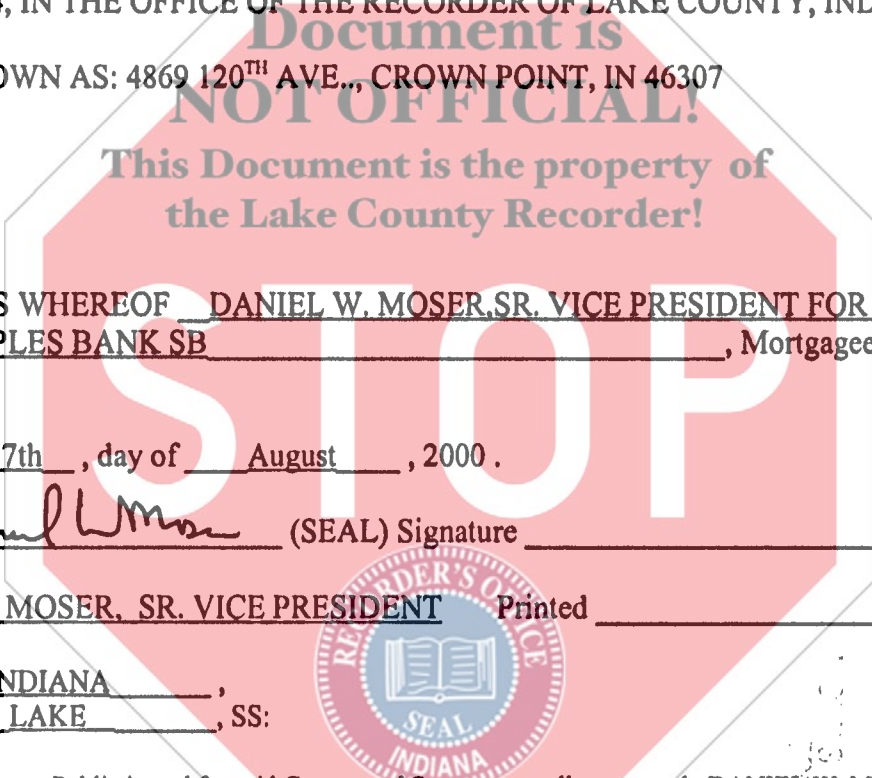 , IN THE OFFICE OF THE RECORDER OF LAKE COUNTY, IND
Document is
OWN AS: 4869 120TH AVE.., CROWN POINT, IN 46307
NOT OFFICIAL!
This Document is the property of
the Lake County Recorder!
S WHEREOF DANIEL W. MOSER,SR. VICE PRESIDENT FOR
PLES BANK SB, Mortgagee
STOP
7th, day of August, 2000.
(SEAL) Signature
MOSER, SR. VICE PRESIDENT Printed
RECORDER'S OFFICE
NDIANA,
LAKE, SS:
SEAL
INDIANA